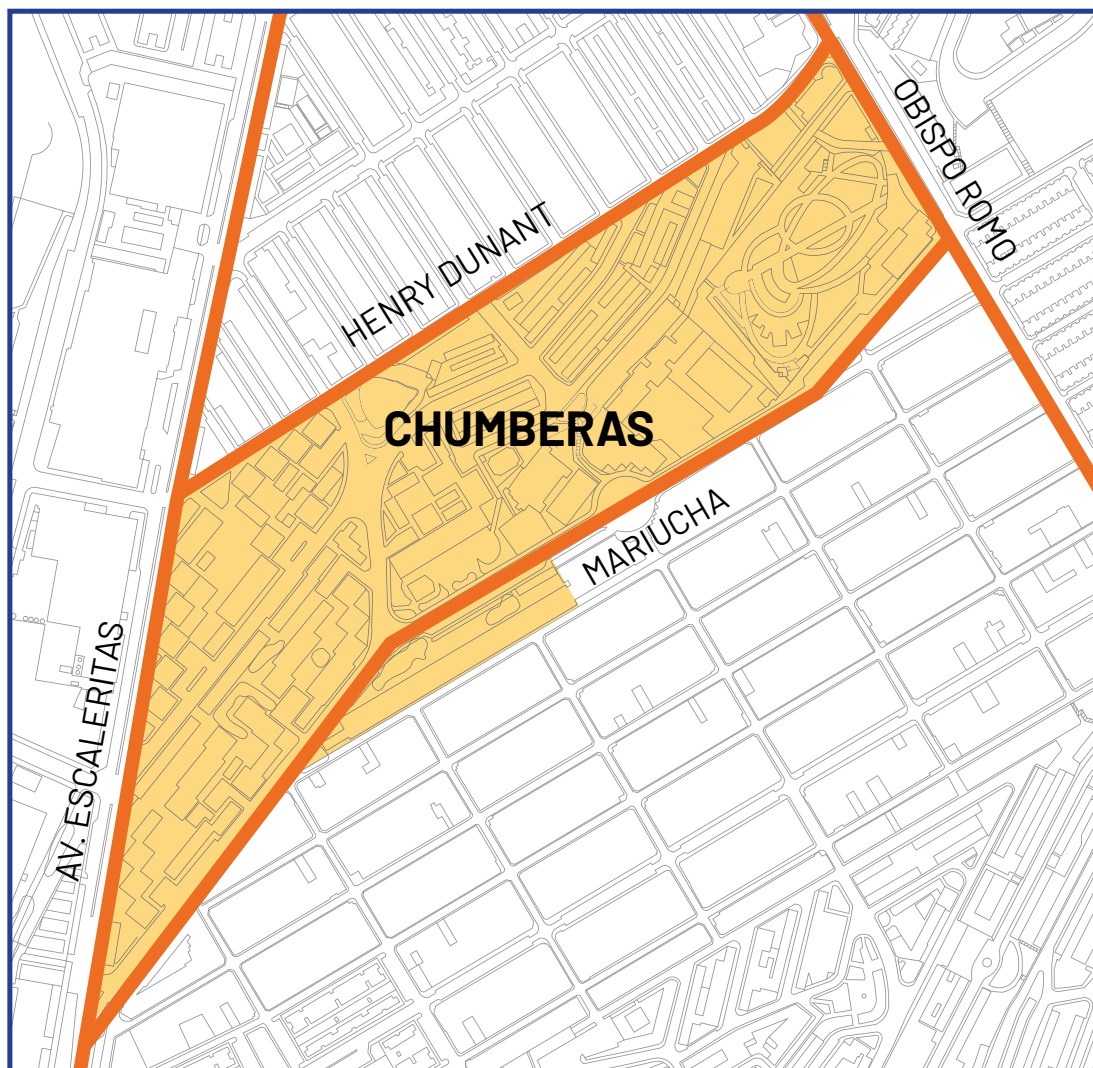 OBISPO ROMO
HENRY DUNANT
CHUMBERAS
MARIUCHA
AV. ESCALERITAS